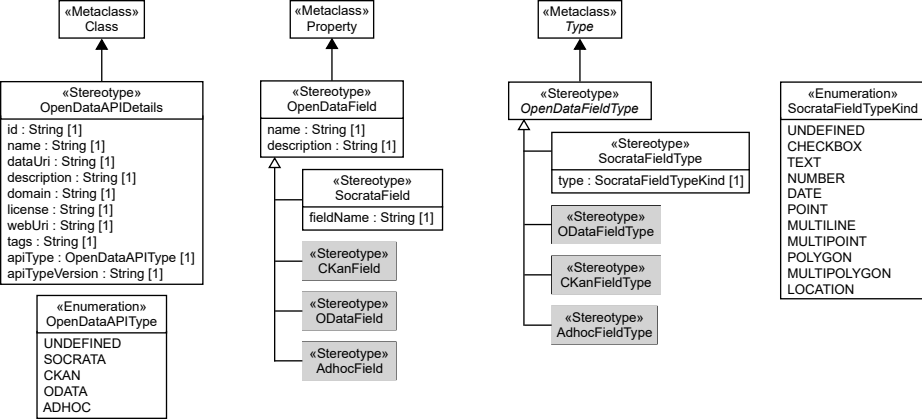 «Metaclass»
Class
«Stereotype»
OpenDataAPIDetails
id : String [1]
name : String [1]
dataUri : String [1]
description : String [1]
domain : String [1]
license : String [1]
webUri : String [1]
tags : String [1]
apiType : OpenDataAPIType [1]
apiTypeVersion : String [1]
«Enumeration»
OpenDataAPIType
UNDEFINED
SOCRATA
CKAN
ODATA
ADHOC
«Metaclass»
Property
«Stereotype»
OpenDataField
name : String [1]
description : String [1]
«Stereotype»
SocrataField
fieldName : String [1]
«Stereotype»
CKanField
«Stereotype»
ODataField
«Stereotype»
AdhocField
«Metaclass»
Type
«Stereotype»
OpenDataFieldType
«Stereotype»
SocrataFieldType
type : SocrataFieldTypeKind [1]
«Stereotype»
ODataFieldType
«Stereotype»
CKanFieldType
«Stereotype»
AdhocFieldType
«Enumeration»
SocrataFieldTypeKind
UNDEFINED
CHECKBOX
TEXT
NUMBER
DATE
POINT
MULTILINE
MULTIPOINT
POLYGON
MULTIPOLYGON
LOCATION